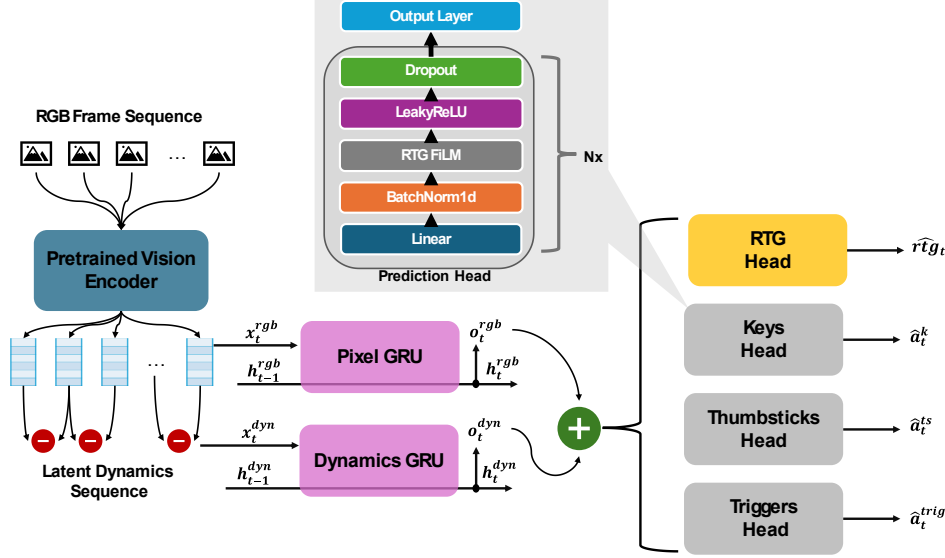 Output Layer
Dropout
LeakyReLU
RTG FiLM
BatchNorm1d
Linear
Prediction Head
Nx
RGB Frame Sequence
...
Pretrained Vision
Encoder
...
Latent Dynamics
Sequence
x_t^{rgb}
h_{t-1}^{rgb}
Pixel GRU
o_t^{rgb}
h_t^{rgb}
x_t^{dyn}
h_{t-1}^{dyn}
Dynamics GRU
o_t^{dyn}
h_t^{dyn}
+
RTG
Head
\widehat{rtg}_t
Keys
Head
\hat{a}_t^k
Thumbsticks
Head
\hat{a}_t^{ts}
Triggers
Head
\hat{a}_t^{trig}